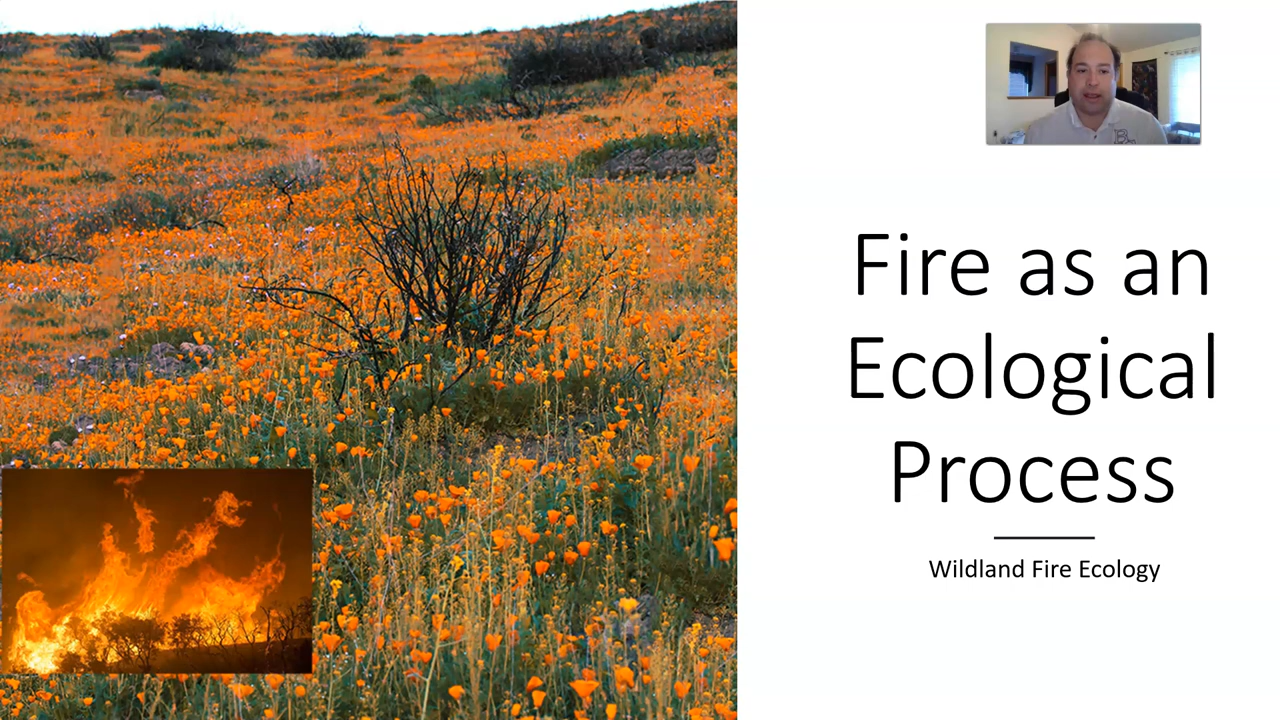 Fire as an
Ecological
Process
Wildland Fire Ecology